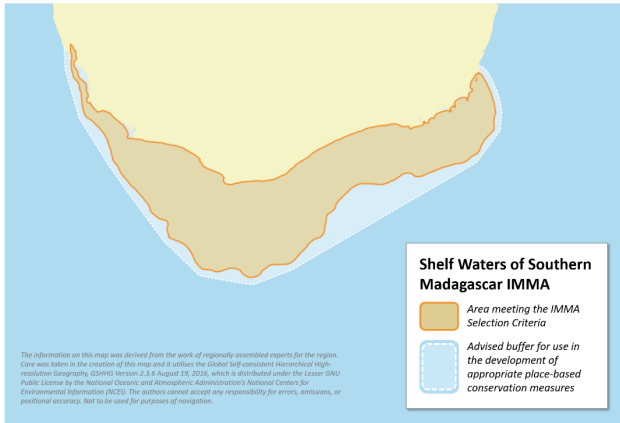 Shelf Waters of Southern
Madagascar IMMA
Area meeting the IMMA
Selection Criteria
Advised buffer for use in
the development of
appropriate place-based
conservation measures
The information on this map was derived from the work of regionally assembled experts for the region.
Care was taken in the creation of this map and it utilises the Global Self-consistent Hierarchical High-
resolution Geography, GSHHG Version 2.3.6 August 19, 2016, which is distributed under the Lesser GNU
Public License by the National Oceanic and Atmospheric Administration's National Centers for
Environmental Information (NCEI). The authors cannot accept any responsibility for errors, omissions, or
positional accuracy. Not to be used for purposes of navigation.